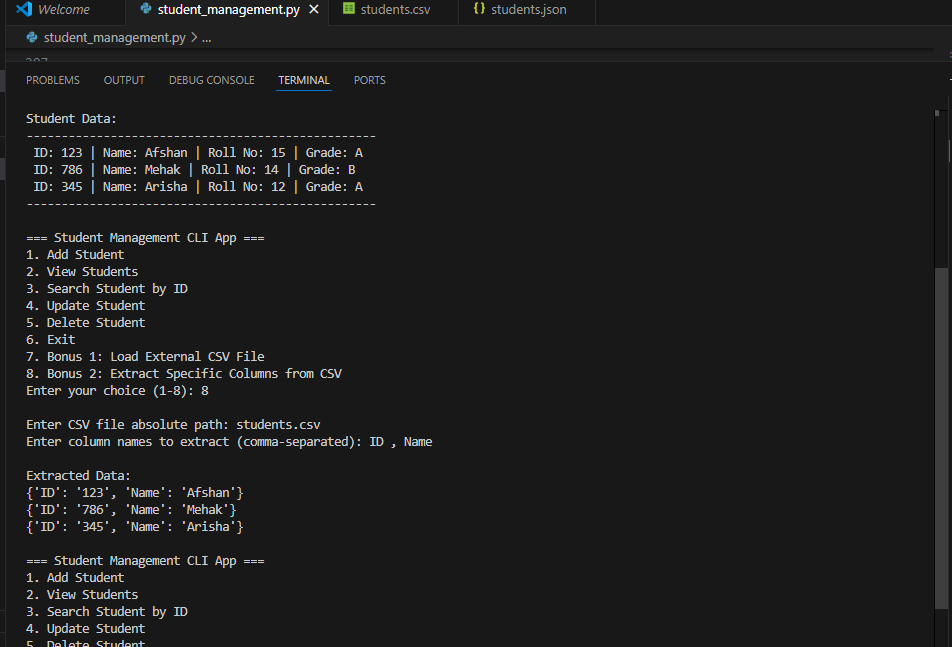 Welcome student_management.py students.csv {} students.json
student_management.py > ...
PROBLEMS OUTPUT DEBUG CONSOLE TERMINAL PORTS
Student Data:
--------------------------------------------------
ID: 123 | Name: Afshan | Roll No: 15 | Grade: A
ID: 786 | Name: Mehak | Roll No: 14 | Grade: B
ID: 345 | Name: Arisha | Roll No: 12 | Grade: A
--------------------------------------------------
=== Student Management CLI App ===
1. Add Student
2. View Students
3. Search Student by ID
4. Update Student
5. Delete Student
6. Exit
7. Bonus 1: Load External CSV File
8. Bonus 2: Extract Specific Columns from CSV
Enter your choice (1-8): 8
Enter CSV file absolute path: students.csv
Enter column names to extract (comma-separated): ID , Name
Extracted Data:
{'ID': '123', 'Name': 'Afshan'}
{'ID': '786', 'Name': 'Mehak'}
{'ID': '345', 'Name': 'Arisha'}
=== Student Management CLI App ===
1. Add Student
2. View Students
3. Search Student by ID
4. Update Student
5. Delete Student